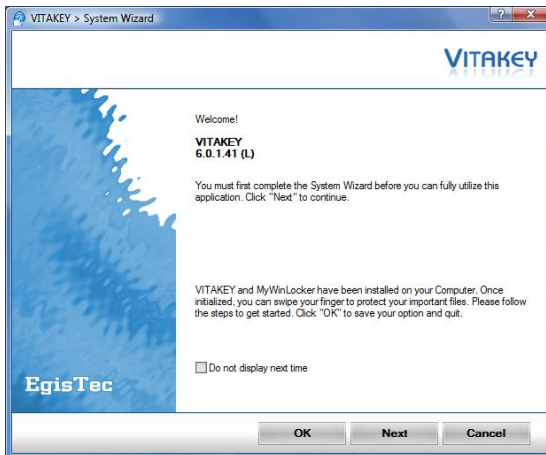 VITAKEY > System Wizard
VITAKEY
Welcome!
VITAKEY
6.0.1.41 (L)
You must first complete the System Wizard before you can fully utilize this
application. Click "Next" to continue.
VITAKEY and MyWinLocker have been installed on your Computer. Once
initialized, you can swipe your finger to protect your important files. Please follow
the steps to get started. Click "OK" to save your option and quit.
Do not display next time
EgisTec
OK Next Cancel